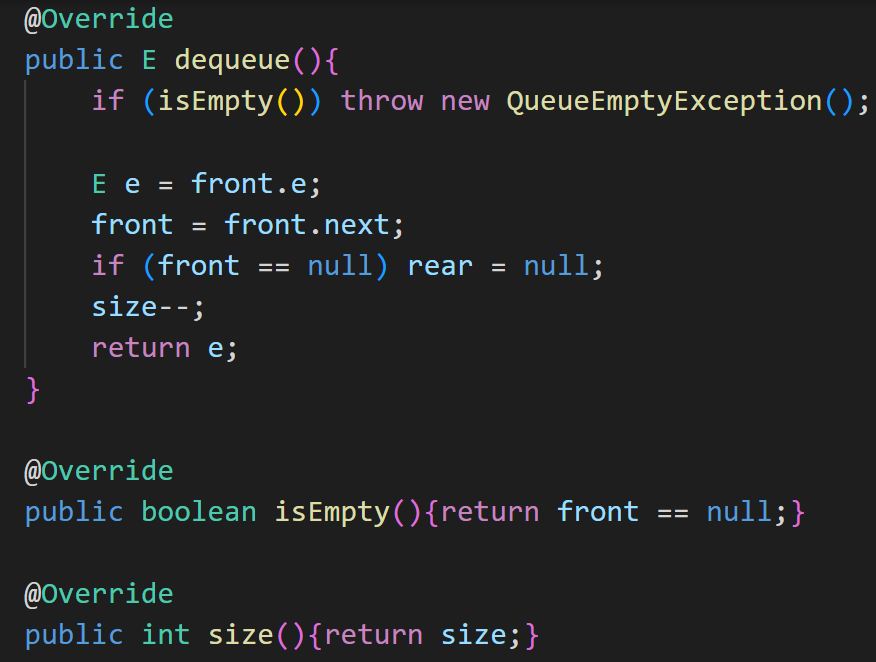 @Override
public E dequeue(){
    if (isEmpty()) throw new QueueEmptyException();

    E e = front.e;
    front = front.next;
    if (front == null) rear = null;
    size--;
    return e;
}

@Override
public boolean isEmpty(){return front == null;}

@Override
public int size(){return size;}